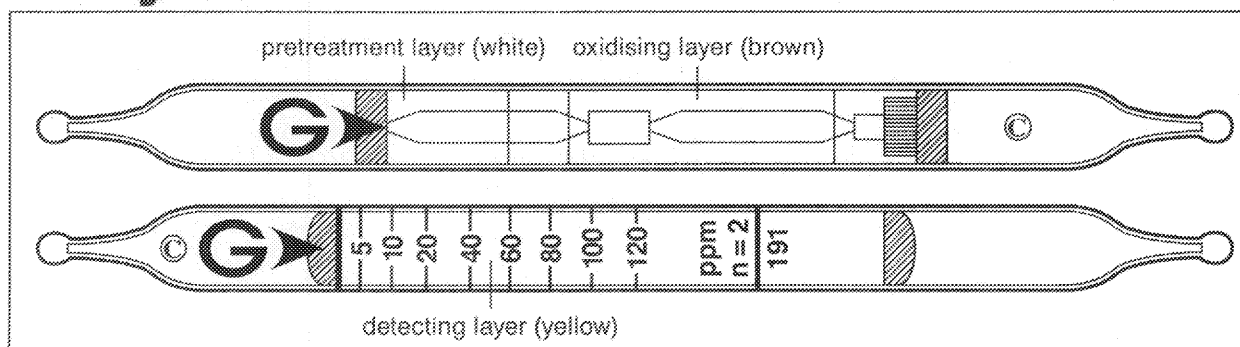 pretreatment layer (white) oxidising layer (brown)
G ©
© G 5 10 20 40 60 80 100 120 ppm n=2 191
detecting layer (yellow)